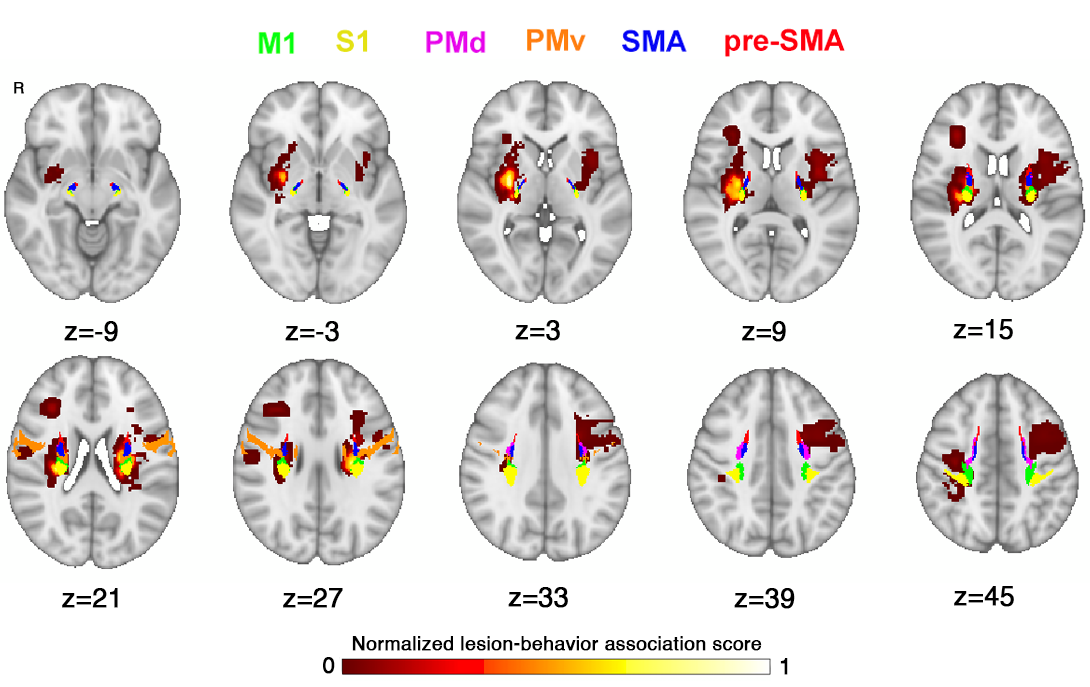 M1 S1 PMd PMv SMA pre-SMA
R
z=-9 z=-3 z=3 z=9 z=15
z=21 z=27 z=33 z=39 z=45
Normalized lesion-behavior association score
0 1